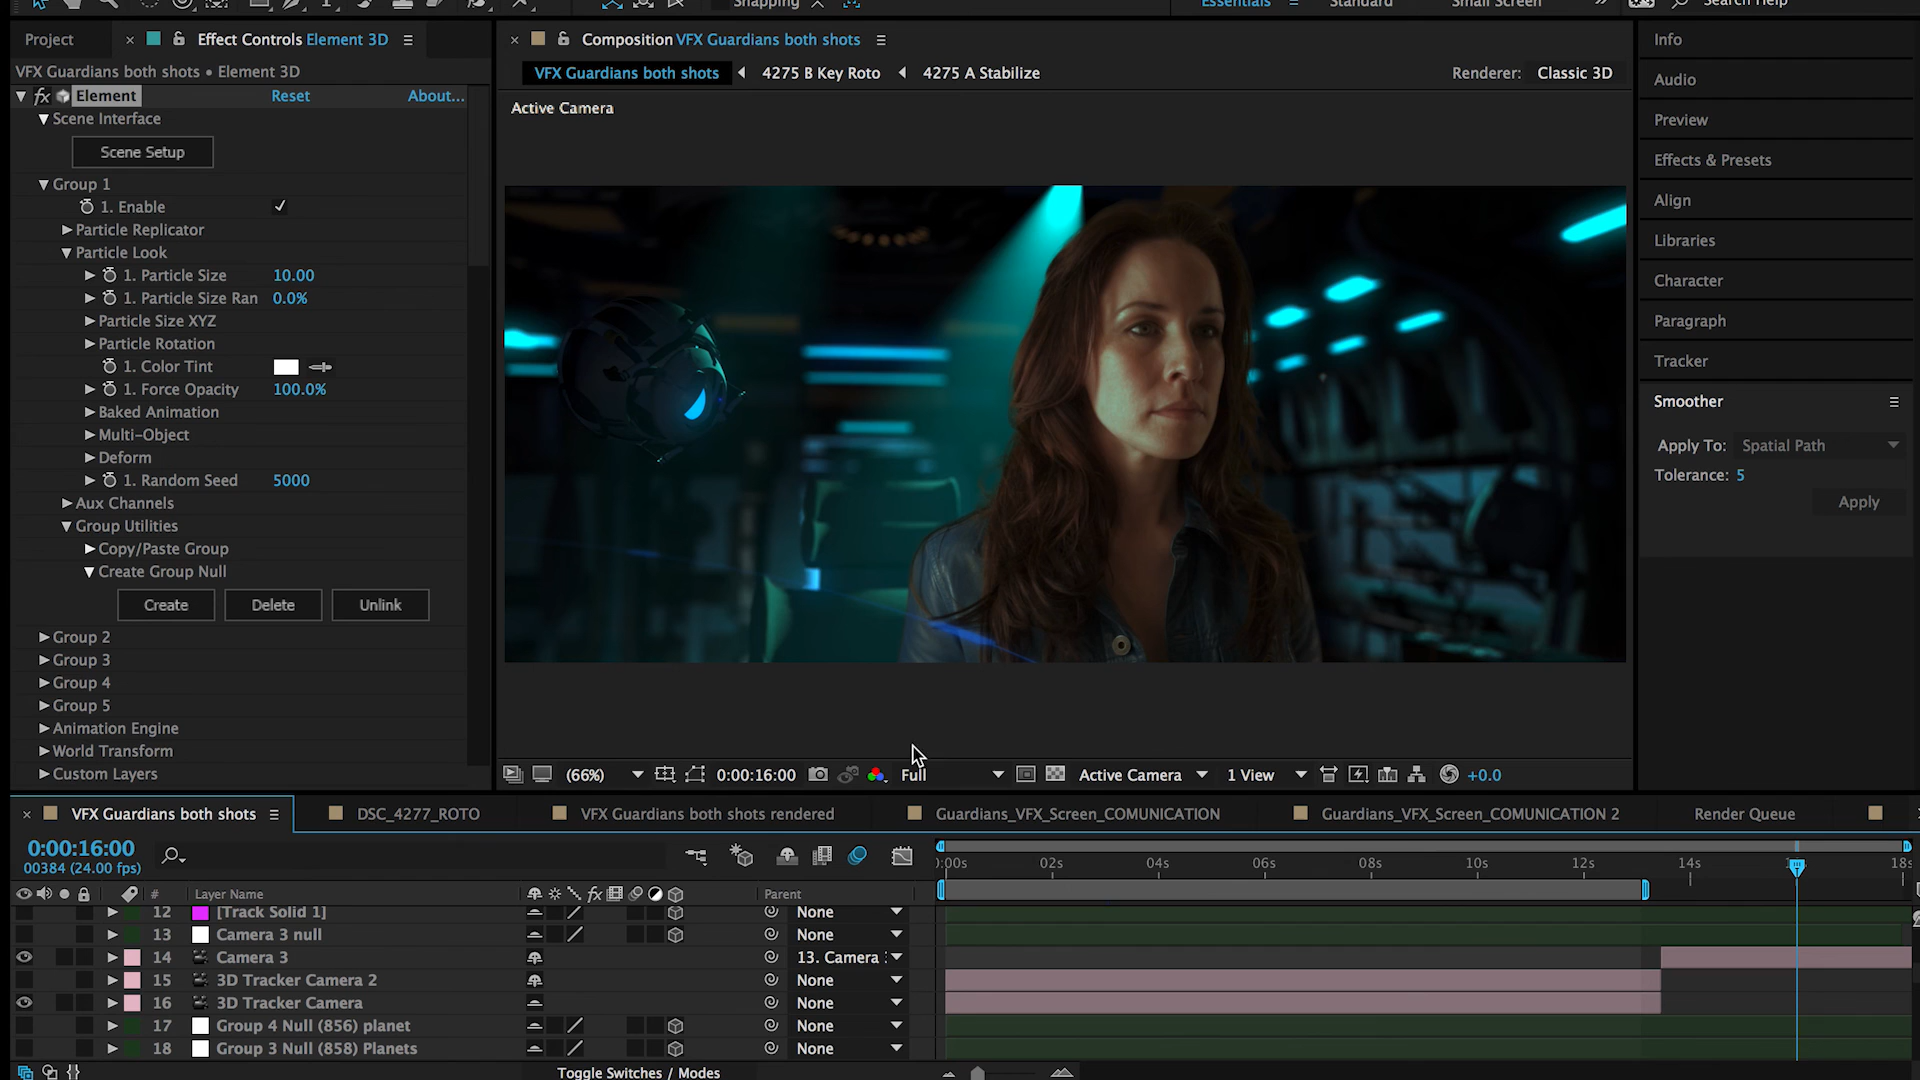 Snapping
Essentials
Standard
Small Screen
Search Help
Project
Effect Controls Element 3D
Composition VFX Guardians both shots
Info
VFX Guardians both shots • Element 3D
VFX Guardians both shots
4275 B Key Roto
4275 A Stabilize
Renderer: Classic 3D
Audio
fx Element
Reset
About...
Active Camera
Preview
Scene Interface
Scene Setup
Effects & Presets
Group 1
1. Enable
Align
Particle Replicator
Particle Look
Libraries
1. Particle Size 10.00
Character
1. Particle Size Ran 0.0%
Particle Size XYZ
Paragraph
Particle Rotation
1. Color Tint
Tracker
1. Force Opacity 100.0%
Smoother
Baked Animation
Multi-Object
Apply To: Spatial Path
Deform
Tolerance: 5
1. Random Seed 5000
Apply
Aux Channels
Group Utilities
Copy/Paste Group
Create Group Null
Create
Delete
Unlink
Group 2
Group 3
Group 4
Group 5
Animation Engine
World Transform
Custom Layers
(66%)
0:00:16:00
Full
Active Camera
1 View
+0.0
VFX Guardians both shots
DSC_4277_ROTO
VFX Guardians both shots rendered
Guardians_VFX_Screen_COMUNICATION
Guardians_VFX_Screen_COMUNICATION 2
Render Queue
0:00:16:00
00384 (24.00 fps)
):00s 02s 04s 06s 08s 10s 12s 14s 18s
# Layer Name fx Parent
12 [Track Solid 1] None
13 Camera 3 null None
14 Camera 3 13. Camera
15 3D Tracker Camera 2 None
16 3D Tracker Camera None
17 Group 4 Null (856) planet None
18 Group 3 Null (858) Planets None
Toggle Switches / Modes